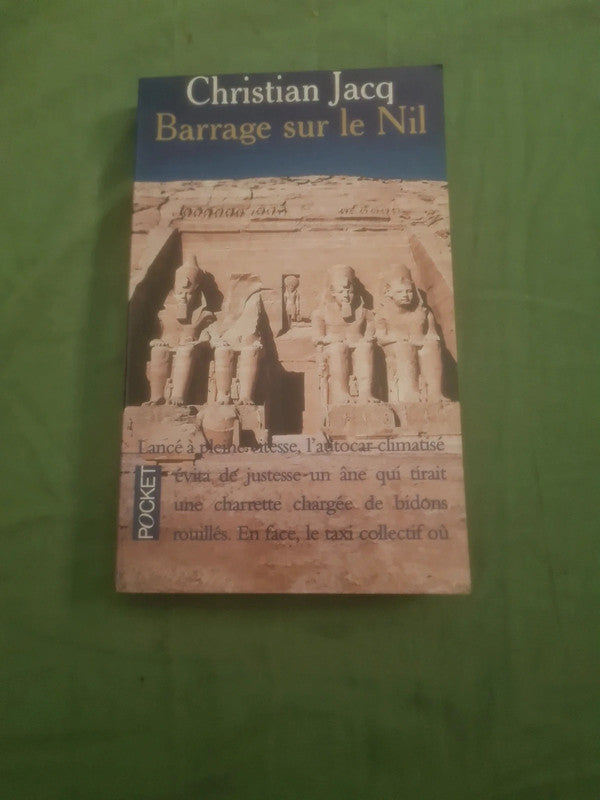 Christian Jacq
Barrage sur le Nil
Lancé à pleine vitesse, l'autocar climatisé
évita de justesse un âne qui tirait
une charrette chargée de bidons
rouillés. En face, le taxi collectif où
POCKET